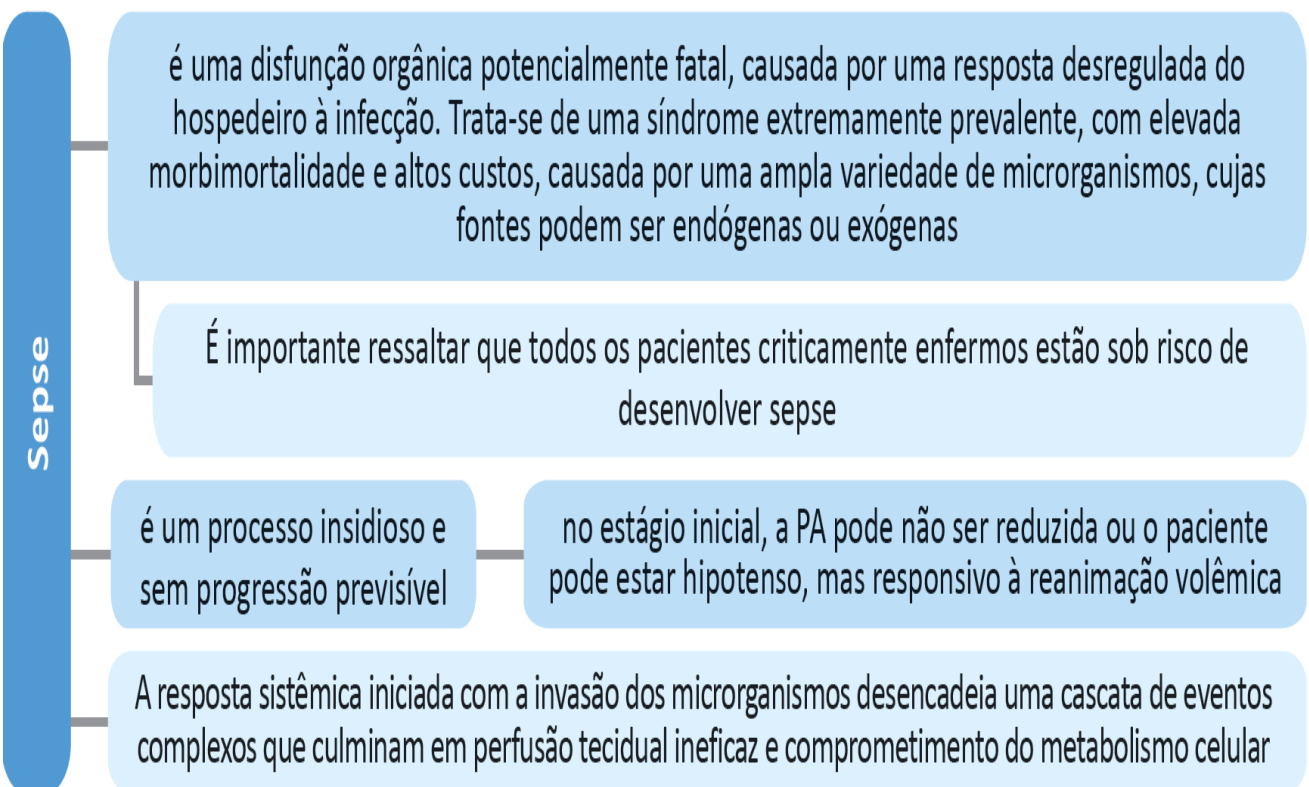 Sepse
é uma disfunção orgânica potencialmente fatal, causada por uma resposta desregulada do
hospedeiro à infecção. Trata-se de uma síndrome extremamente prevalente, com elevada
morbimortalidade e altos custos, causada por uma ampla variedade de microrganismos, cujas
fontes podem ser endógenas ou exógenas
É importante ressaltar que todos os pacientes criticamente enfermos estão sob risco de
desenvolver sepse
é um processo insidioso e
sem progressão previsível
no estágio inicial, a PA pode não ser reduzida ou o paciente
pode estar hipotenso, mas responsivo à reanimação volêmica
A resposta sistêmica iniciada com a invasão dos microrganismos desencadeia uma cascata de eventos
complexos que culminam em perfusão tecidual ineficaz e comprometimento do metabolismo celular